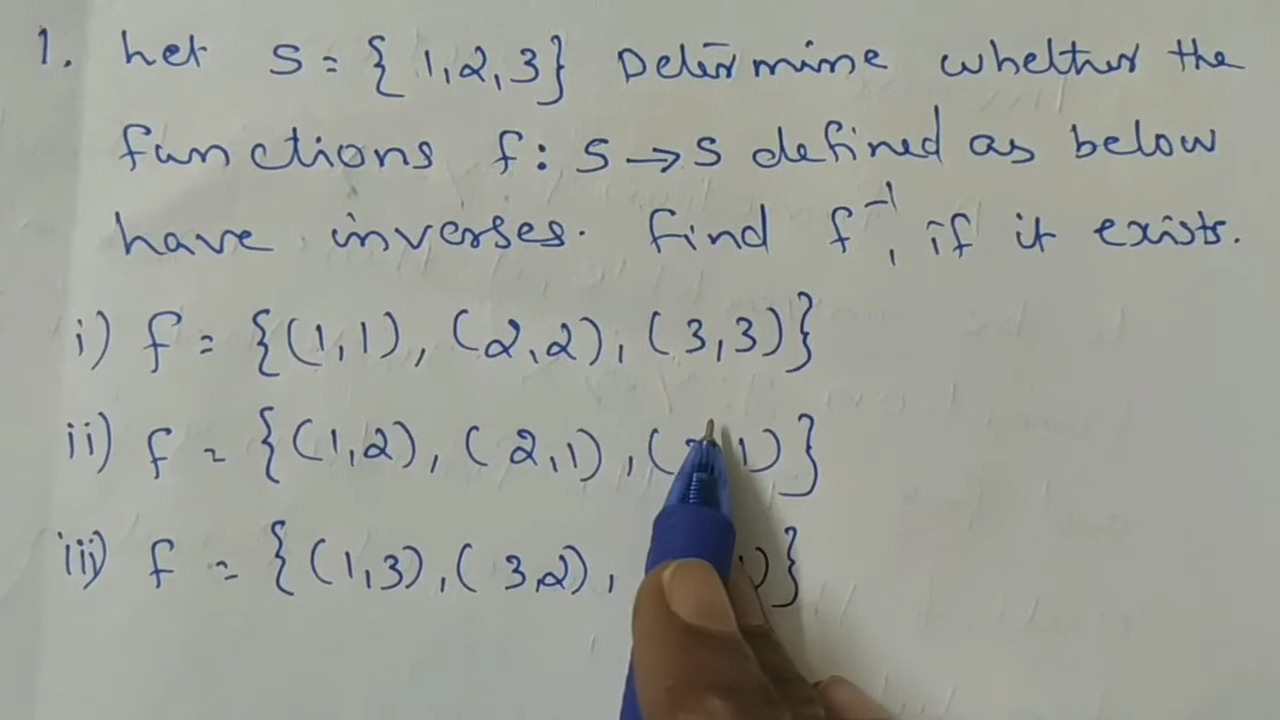 1. Let S = {1,2,3} Determine whether the
functions f: S→S defined as below
have inverses. Find f⁻¹, if it exists.
i) f = {(1,1), (2,2), (3,3)}
ii) f = {(1,2), (2,1), ( ,1)}
iii) f = {(1,3), (3,2), )}